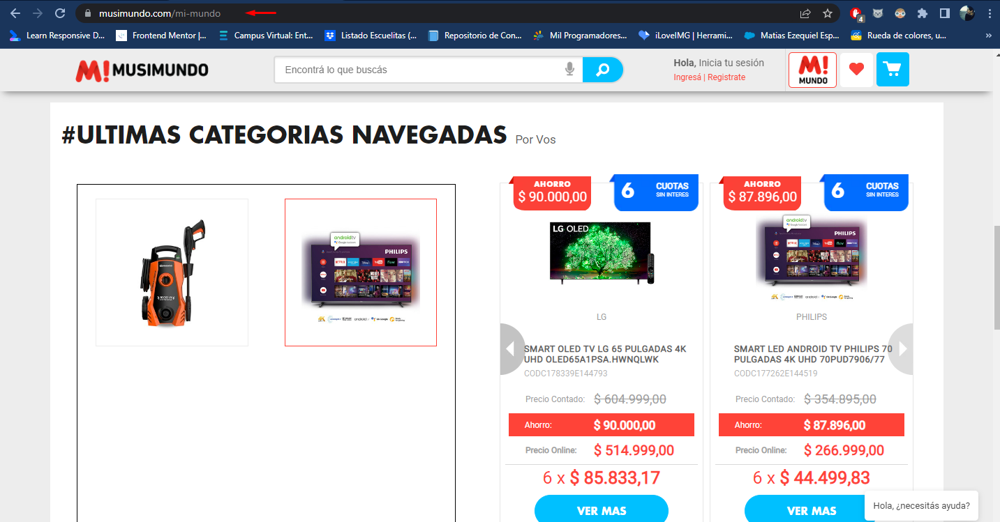 musimundo.com/mi-mundo
4
Learn Responsive D...
Frontend Mentor |...
Campus Virtual: Ent...
Listado Escuelitas (...
Repositorio de Con...
Mil Programadores...
iLoveIMG | Herrami...
Matias Ezequiel Esp...
Rueda de colores, u...
»
M! MUSIMUNDO
Encontrá lo que buscás
Hola, Inicia tu sesión
Ingresá | Registrate
M!
MUNDO
#ULTIMAS CATEGORIAS NAVEGADAS Por Vos
androidtv
PHILIPS
AHORRO
$ 90.000,00
6 CUOTAS
SIN INTERES
LG OLED
LG
SMART OLED TV LG 65 PULGADAS 4K
UHD OLED65A1PSA.HWNQLWK
CODC178339E144793
Precio Contado: $ 604.999,00
Ahorro: $ 90.000,00
Precio Online: $ 514.999,00
6 x $ 85.833,17
VER MAS
AHORRO
$ 87.896,00
6 CUOTAS
SIN INTERES
androidtv
PHILIPS
PHILIPS
SMART LED ANDROID TV PHILIPS 70
PULGADAS 4K UHD 70PUD7906/77
CODC177262E144519
Precio Contado: $ 354.895,00
Ahorro: $ 87.896,00
Precio Online: $ 266.999,00
6 x $ 44.499,83
VER MAS
Hola, ¿necesitás ayuda?